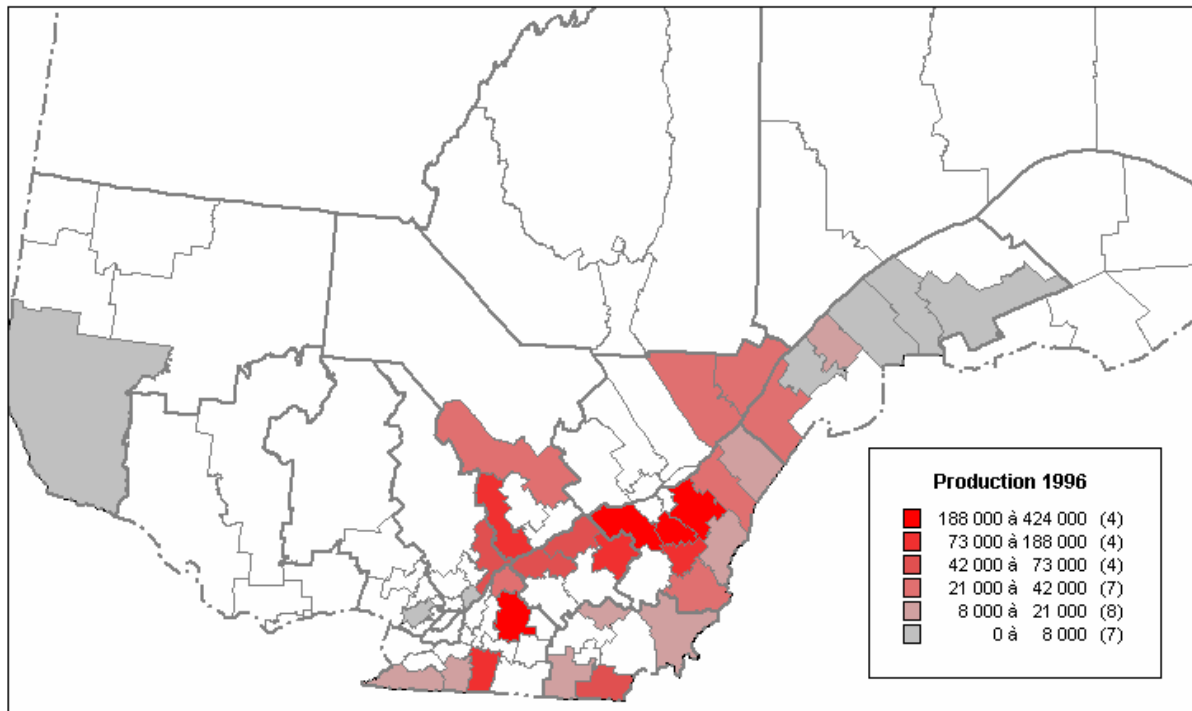 Production 1996
188 000 à 424 000 (4)
73 000 à 188 000 (4)
42 000 à 73 000 (4)
21 000 à 42 000 (7)
8 000 à 21 000 (8)
0 à 8 000 (7)